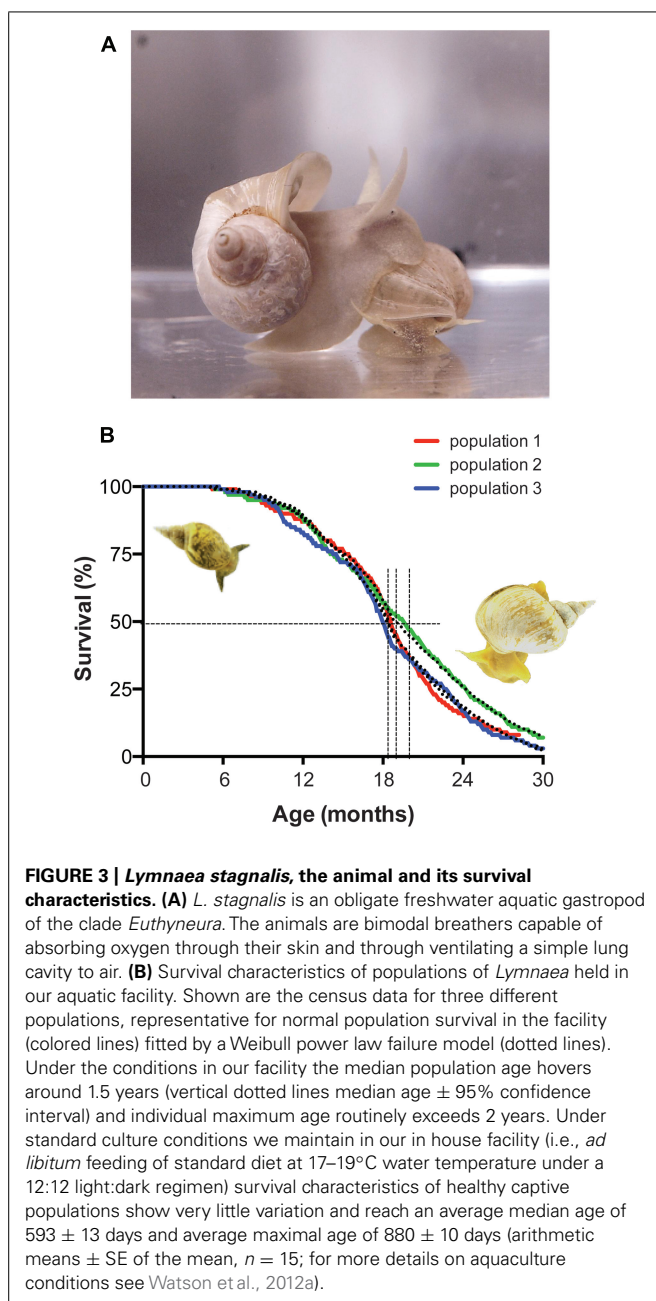 A
B
population 1
population 2
population 3
100
75
50
25
0
Survival (%)
0 6 12 18 24 30
Age (months)
FIGURE 3 | Lymnaea stagnalis, the animal and its survival
characteristics. (A) L. stagnalis is an obligate freshwater aquatic gastropod
of the clade Euthyneura. The animals are bimodal breathers capable of
absorbing oxygen through their skin and through ventilating a simple lung
cavity to air. (B) Survival characteristics of populations of Lymnaea held in
our aquatic facility. Shown are the census data for three different
populations, representative for normal population survival in the facility
(colored lines) fitted by a Weibull power law failure model (dotted lines).
Under the conditions in our facility the median population age hovers
around 1.5 years (vertical dotted lines median age ± 95% confidence
interval) and individual maximum age routinely exceeds 2 years. Under
standard culture conditions we maintain in our in house facility (i.e., ad
libitum feeding of standard diet at 17–19°C water temperature under a
12:12 light:dark regimen) survival characteristics of healthy captive
populations show very little variation and reach an average median age of
593 ± 13 days and average maximal age of 880 ± 10 days (arithmetic
means ± SE of the mean, n = 15; for more details on aquaculture
conditions see Watson et al., 2012a).